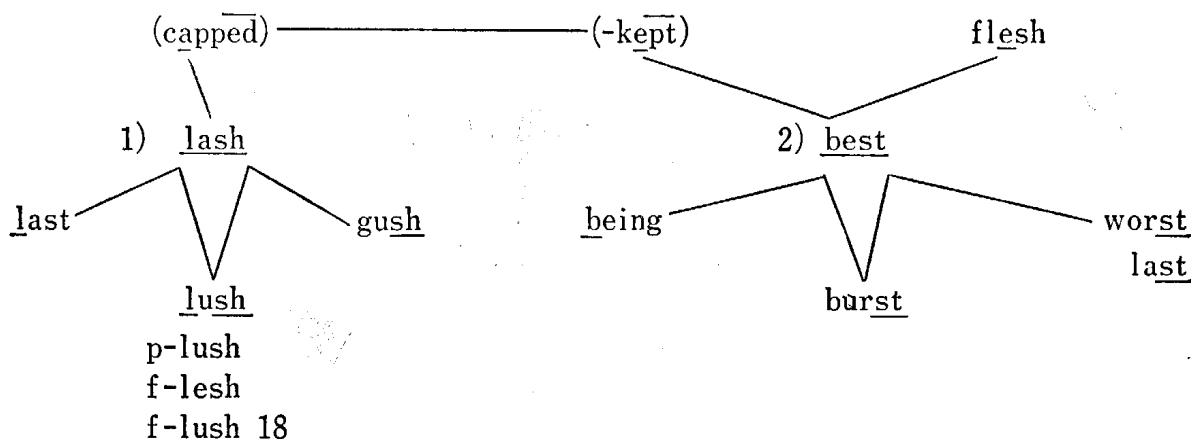 (capped) (-kept) flesh
1) lash 2) best
last gush being worst
last
lush burst
p-lush
f-lesh
f-lush 18